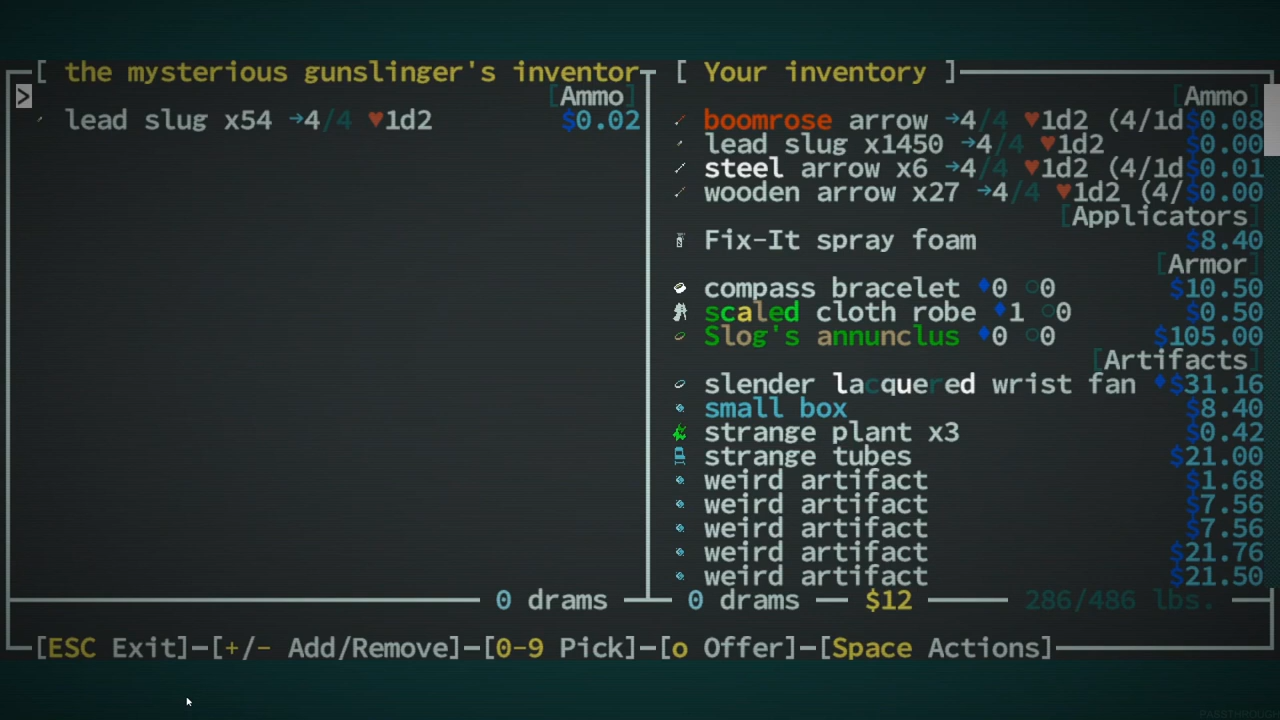 [ the mysterious gunslinger's inventor
[Ammo]
lead slug x54 →4/4 ♥1d2 $0.02
[ Your inventory ]
[Ammo]
boomrose arrow →4/4 ♥1d2 (4/1d$0.08
lead slug x1450 →4/4 ♥1d2 $0.00
steel arrow x6 →4/4 ♥1d2 (4/1d$0.01
wooden arrow x27 →4/4 ♥1d2 (4/$0.00
[Applicators]
Fix-It spray foam $8.40
[Armor]
compass bracelet ♦0 ○0 $10.50
scaled cloth robe ♦1 ○0 $0.50
Slog's annunclus ♦0 ○0 $105.00
[Artifacts]
slender lacquered wrist fan ♦$31.16
small box $8.40
strange plant x3 $0.42
strange tubes $21.00
weird artifact $1.68
weird artifact $7.56
weird artifact $7.56
weird artifact $21.76
weird artifact $21.50
0 drams
0 drams $12 286/486 lbs.
[ESC Exit]-[+/- Add/Remove]-[0-9 Pick]-[o Offer]-[Space Actions]